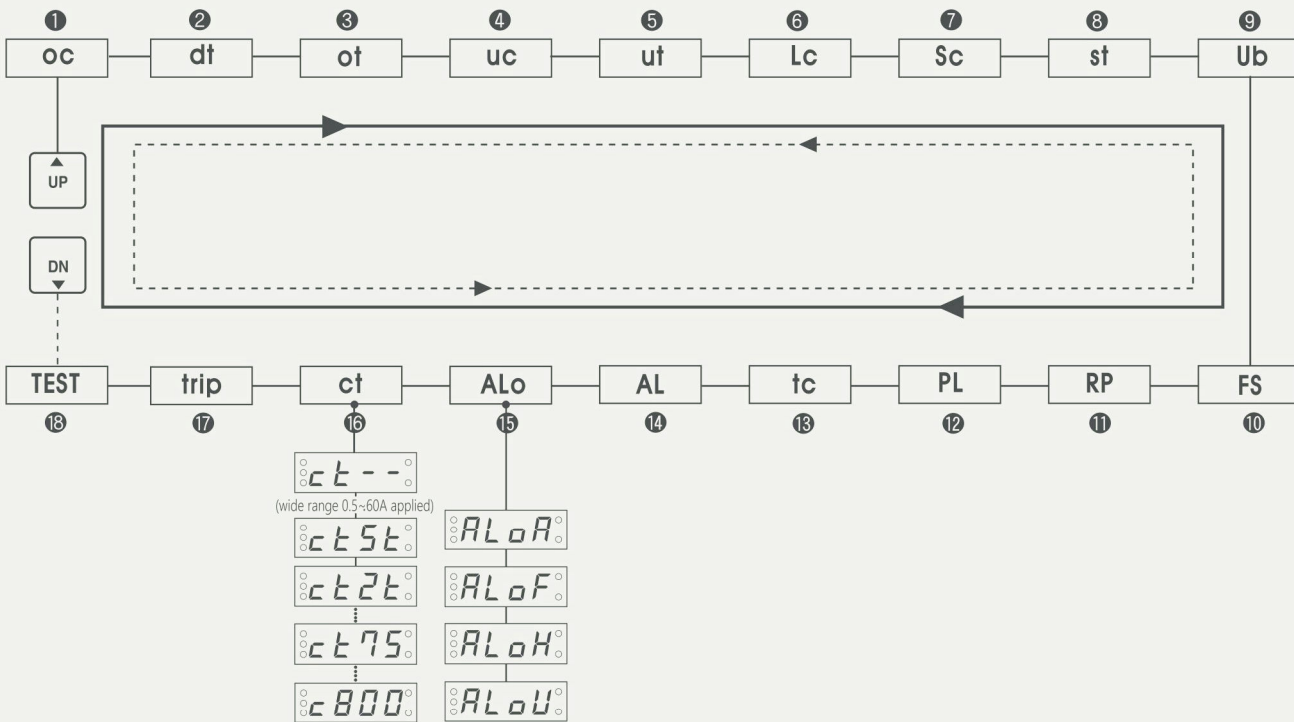 ❶ ❷ ❸ ❹ ❺ ❻ ❼ ❽ ❾
oc dt ot uc ut Lc Sc st Ub
UP
DN
TEST trip ct ALo AL tc PL RP FS
⓲ ⓱ ⓰ ⓯ ⓮ ⓭ ⓬ ⓫ ❿
ct--
(wide range 0.5~60A applied)
ct5t
ct2t
ct75
c800
ALoA
ALoF
ALoH
ALoU